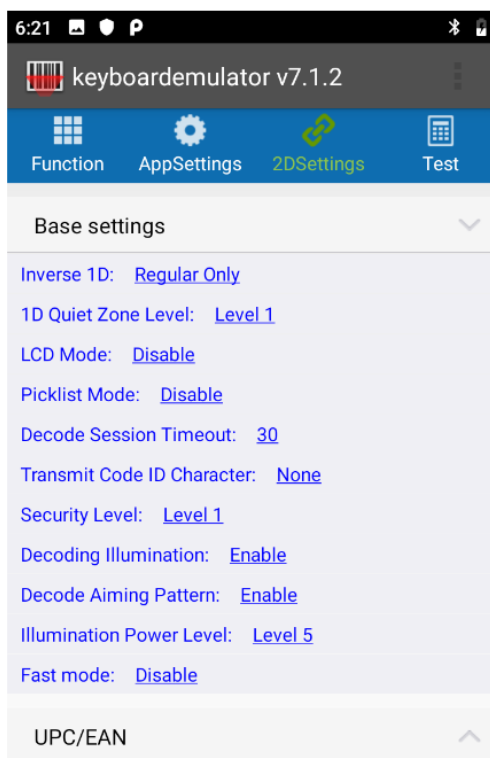 6:21
keyboardemulator v7.1.2
Function AppSettings 2DSettings Test
Base settings
Inverse 1D: Regular Only
1D Quiet Zone Level: Level 1
LCD Mode: Disable
Picklist Mode: Disable
Decode Session Timeout: 30
Transmit Code ID Character: None
Security Level: Level 1
Decoding Illumination: Enable
Decode Aiming Pattern: Enable
Illumination Power Level: Level 5
Fast mode: Disable
UPC/EAN